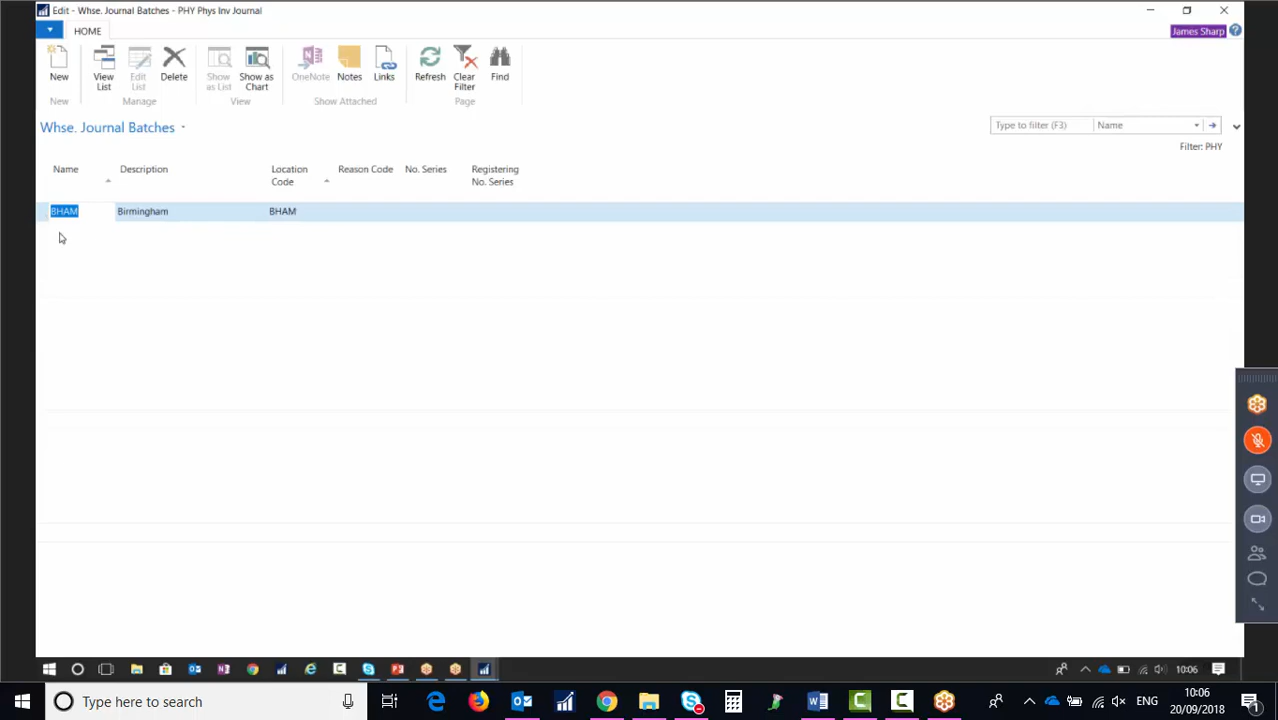 Edit - Whse. Journal Batches - PHY Phys Inv Journal
HOME
James Sharp
New
View List
Edit List
Delete
Show as List
Show as Chart
OneNote
Notes
Links
Refresh
Clear Filter
Find
New
Manage
View
Show Attached
Page
Whse. Journal Batches
Type to filter (F3)
Name
Filter: PHY
Name
Description
Location Code
Reason Code
No. Series
Registering No. Series
BHAM
Birmingham
BHAM
10:06
Type here to search
ENG
10:06
20/09/2018
1